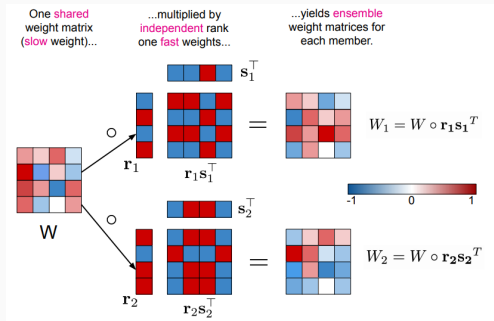 One shared
weight matrix
(slow weight)...
...multiplied by
independent rank
one fast weights...
...yields ensemble
weight matrices for
each member.
s₁⊤
∘
r₁
r₁s₁⊤
=
W₁ = W ∘ r₁s₁ᵀ
W
-1 0 1
s₂⊤
∘
r₂
r₂s₂⊤
=
W₂ = W ∘ r₂s₂ᵀ